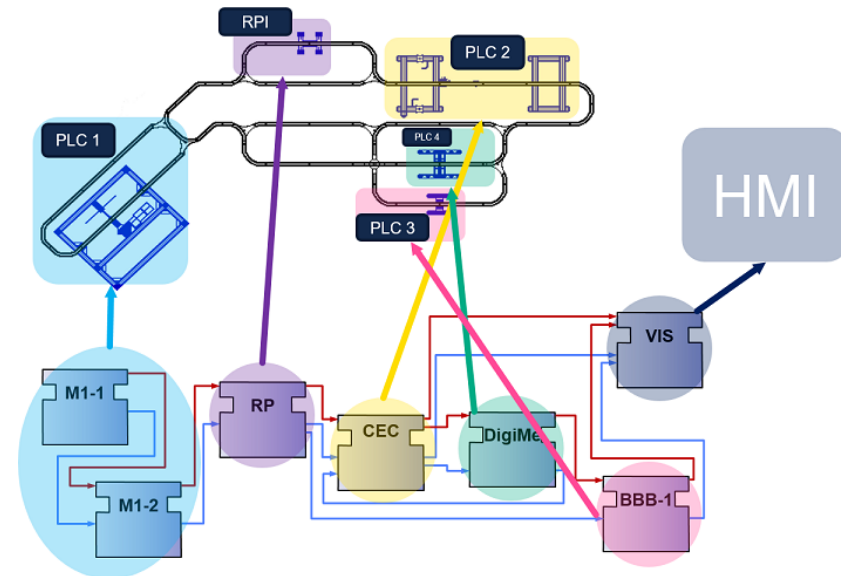 RPI
PLC 2
PLC 1
PLC 4
PLC 3
HMI
VIS
M1-1
RP
CEC
DigiMe
M1-2
BBB-1